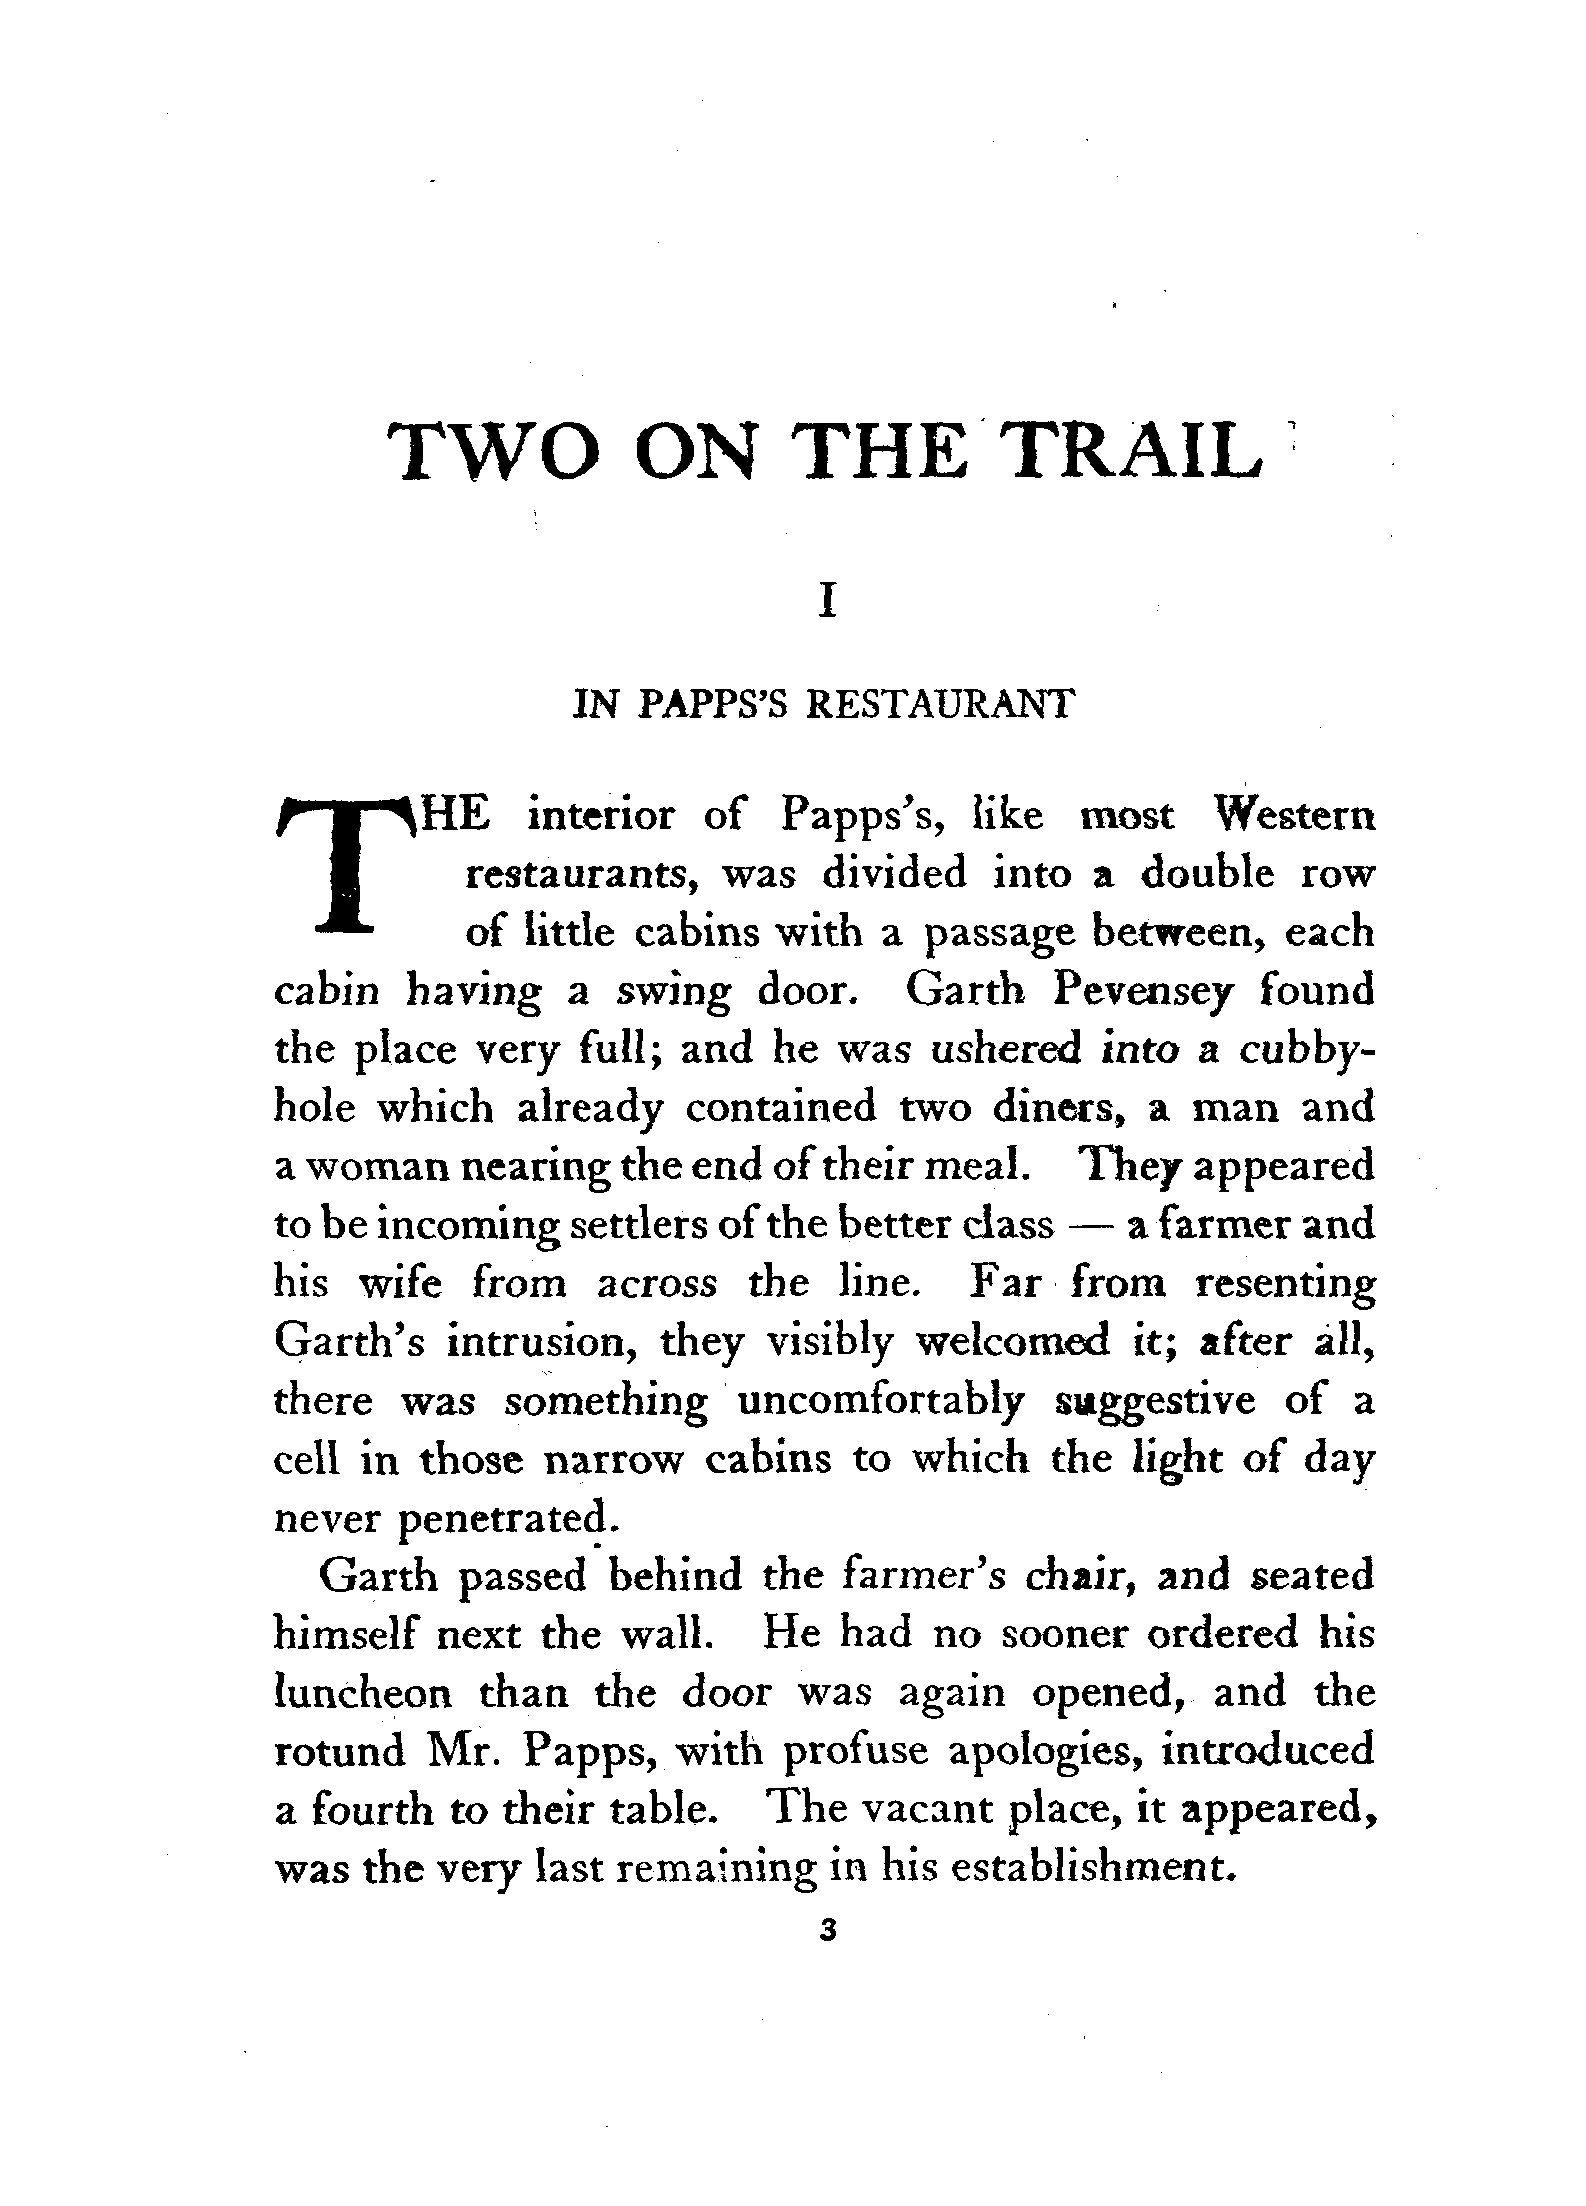 TWO ON THE TRAIL
I
IN PAPPS'S RESTAURANT
THE interior of Papps's, like most Western
restaurants, was divided into a double row
of little cabins with a passage between, each
cabin having a swing door. Garth Pevensey found
the place very full; and he was ushered into a cubby-
hole which already contained two diners, a man and
a woman nearing the end of their meal. They appeared
to be incoming settlers of the better class — a farmer and
his wife from across the line. Far from resenting
Garth's intrusion, they visibly welcomed it; after all,
there was something uncomfortably suggestive of a
cell in those narrow cabins to which the light of day
never penetrated.
Garth passed behind the farmer's chair, and seated
himself next the wall. He had no sooner ordered his
luncheon than the door was again opened, and the
rotund Mr. Papps, with profuse apologies, introduced
a fourth to their table. The vacant place, it appeared,
was the very last remaining in his establishment.
3